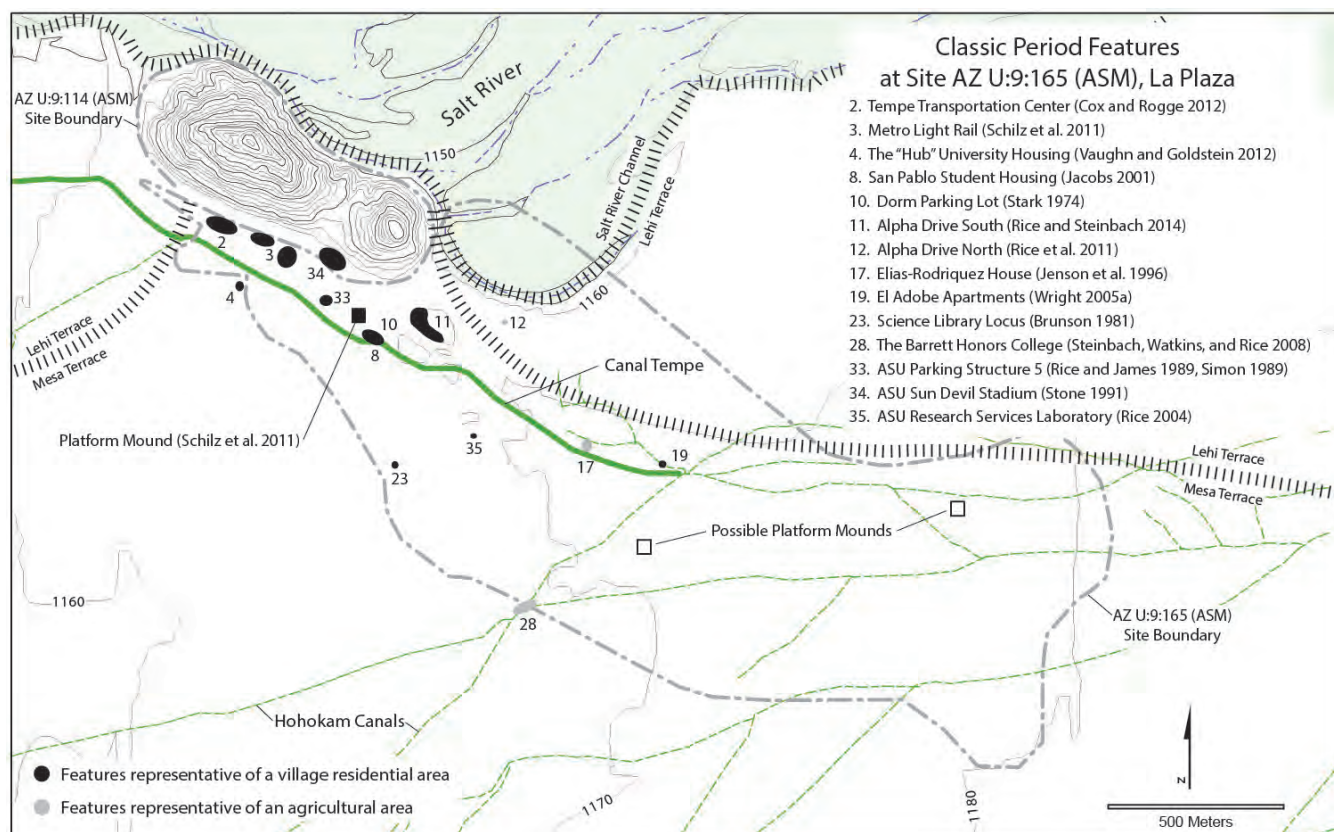 Classic Period Features
at Site AZ U:9:165 (ASM), La Plaza
2. Tempe Transportation Center (Cox and Rogge 2012)
3. Metro Light Rail (Schilz et al. 2011)
4. The "Hub" University Housing (Vaughn and Goldstein 2012)
8. San Pablo Student Housing (Jacobs 2001)
10. Dorm Parking Lot (Stark 1974)
11. Alpha Drive South (Rice and Steinbach 2014)
12. Alpha Drive North (Rice et al. 2011)
17. Elias-Rodriquez House (Jenson et al. 1996)
19. El Adobe Apartments (Wright 2005a)
23. Science Library Locus (Brunson 1981)
28. The Barrett Honors College (Steinbach, Watkins, and Rice 2008)
33. ASU Parking Structure 5 (Rice and James 1989, Simon 1989)
34. ASU Sun Devil Stadium (Stone 1991)
35. ASU Research Services Laboratory (Rice 2004)
AZ U:9:114 (ASM)
Site Boundary
Salt River
1150
Salt River Channel
Lehi Terrace
1160
2
3
34
4
33
10
11
12
8
Lehi Terrace
Mesa Terrace
Canal Tempe
Platform Mound (Schilz et al. 2011)
35
17
19
23
Lehi Terrace
Mesa Terrace
Possible Platform Mounds
1160
28
AZ U:9:165 (ASM)
Site Boundary
Hohokam Canals
Features representative of a village residential area
Features representative of an agricultural area
1170
1180
N
500 Meters